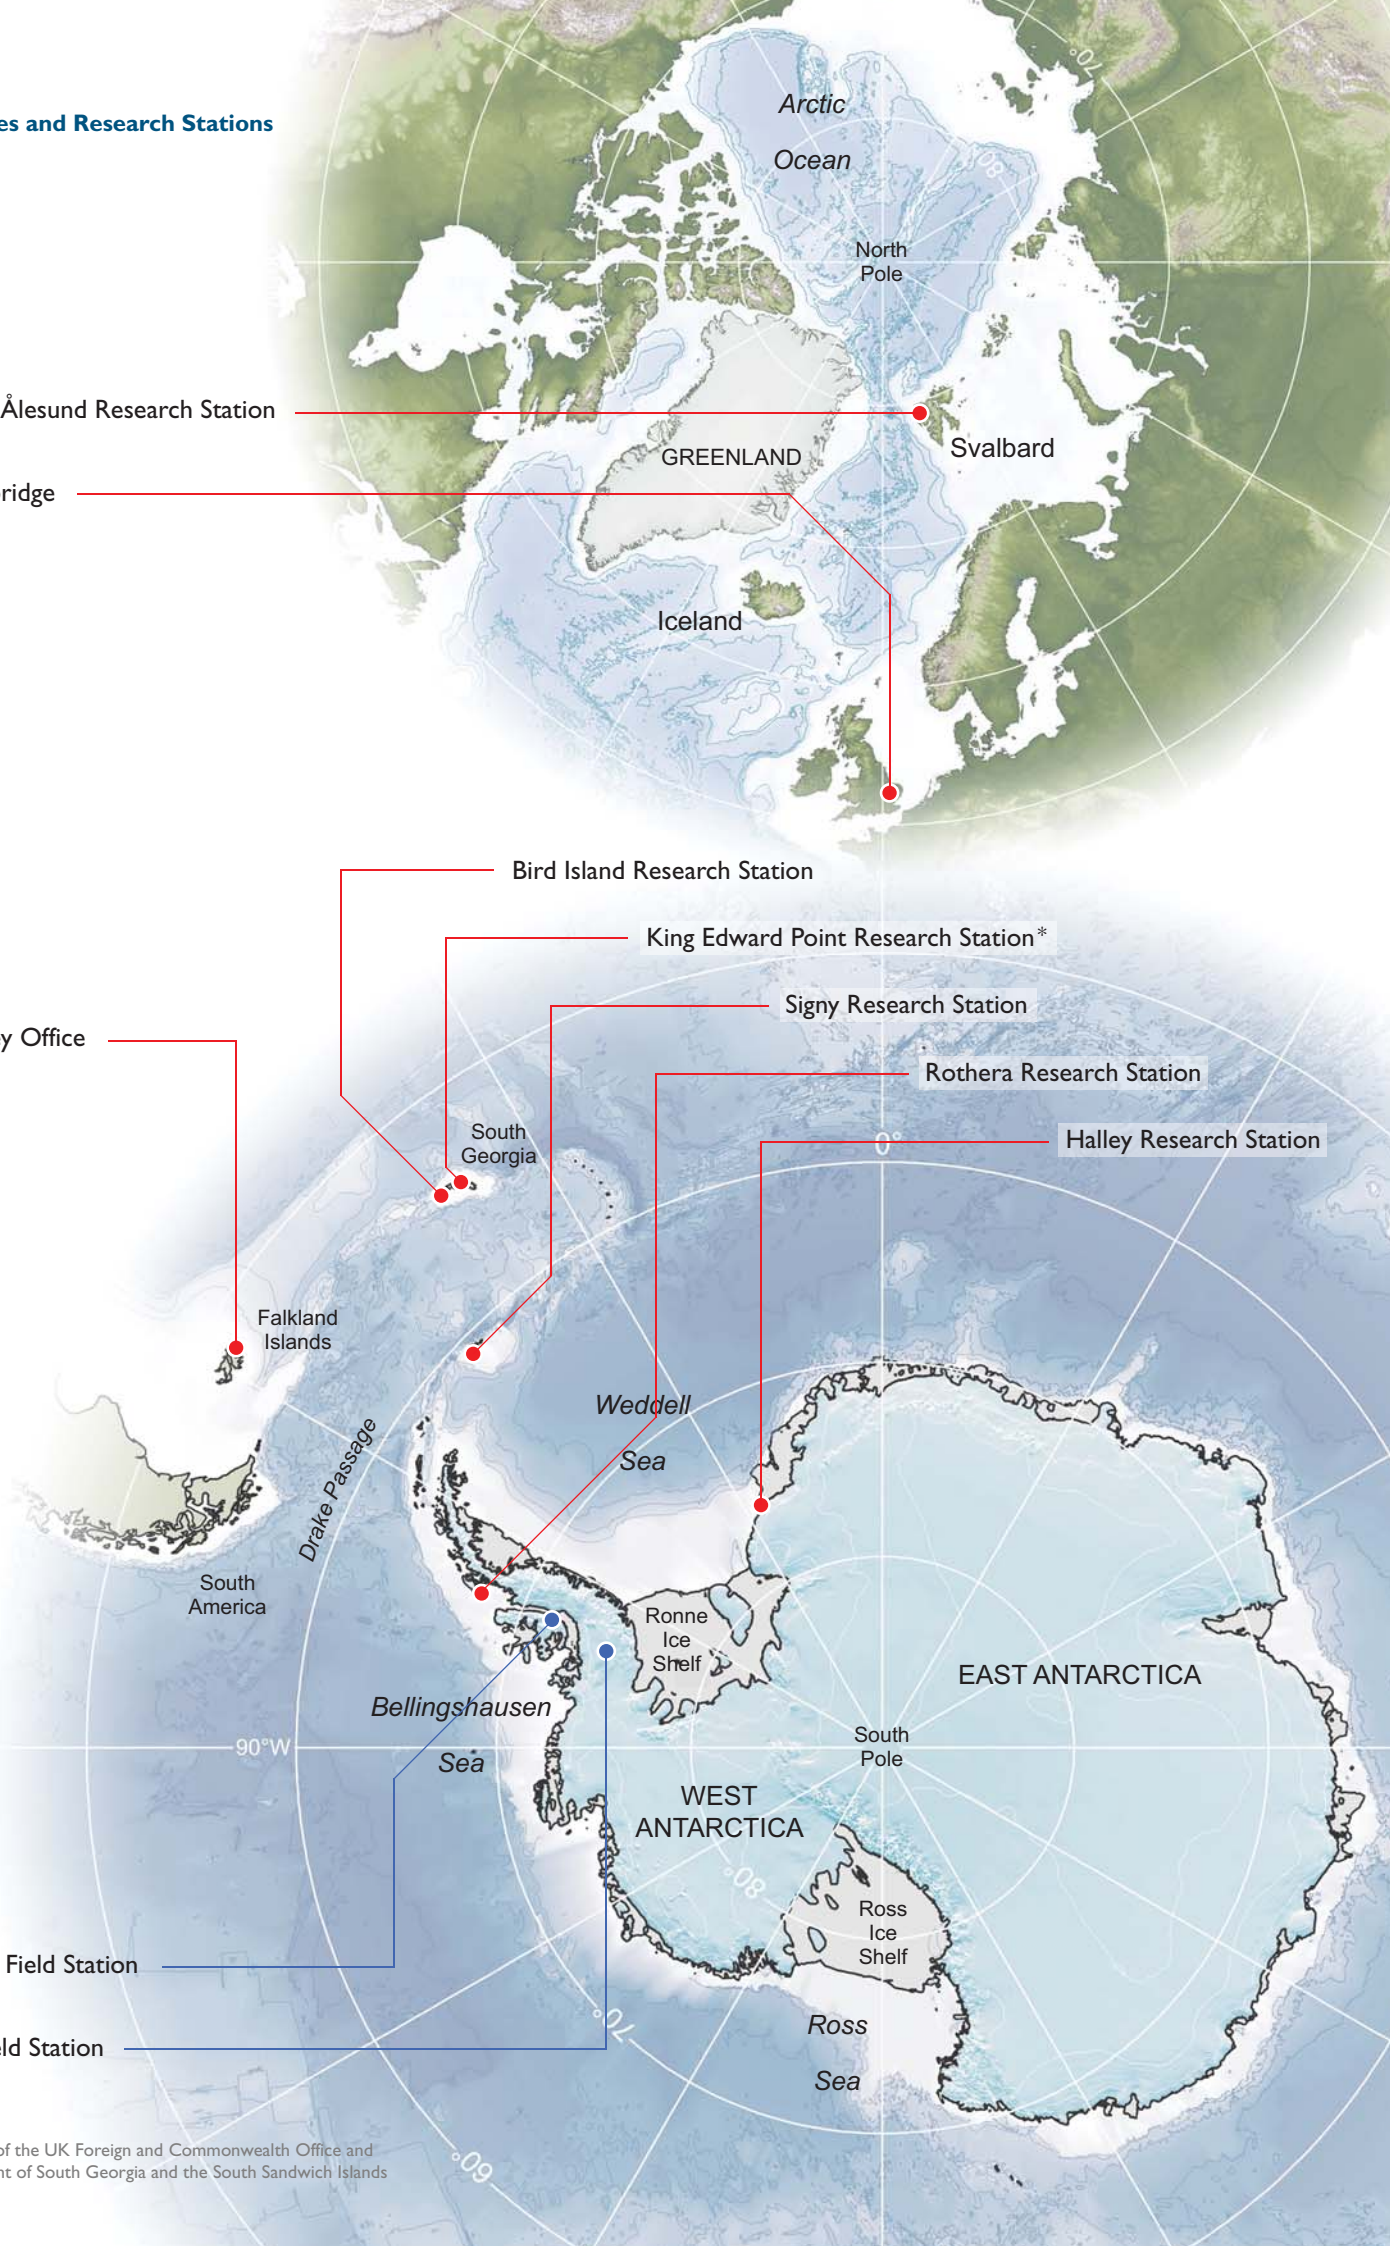 es and Research Stations
Arctic
Ocean
70°
80°
North
Pole
Ålesund Research Station
Svalbard
GREENLAND
ridge
Iceland
Bird Island Research Station
King Edward Point Research Station*
Signy Research Station
y Office
Rothera Research Station
South
Georgia
Halley Research Station
0°
Falkland
Islands
Weddell
Sea
Drake Passage
South
America
Ronne
Ice
Shelf
EAST ANTARCTICA
Bellingshausen
Sea
90°W
South
Pole
WEST
ANTARCTICA
80°
Ross
Ice
Shelf
Field Station
70°
Ross
Sea
ld Station
of the UK Foreign and Commonwealth Office and
nt of South Georgia and the South Sandwich Islands
60°